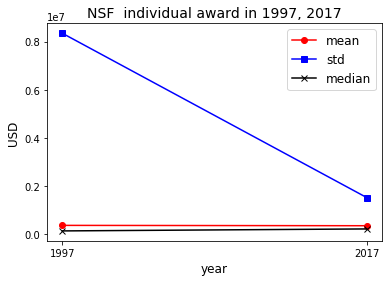 NSF  individual award in 1997, 2017
1e7
mean
std
median
0.8
0.6
0.4
0.2
0.0
USD
1997 2017
year